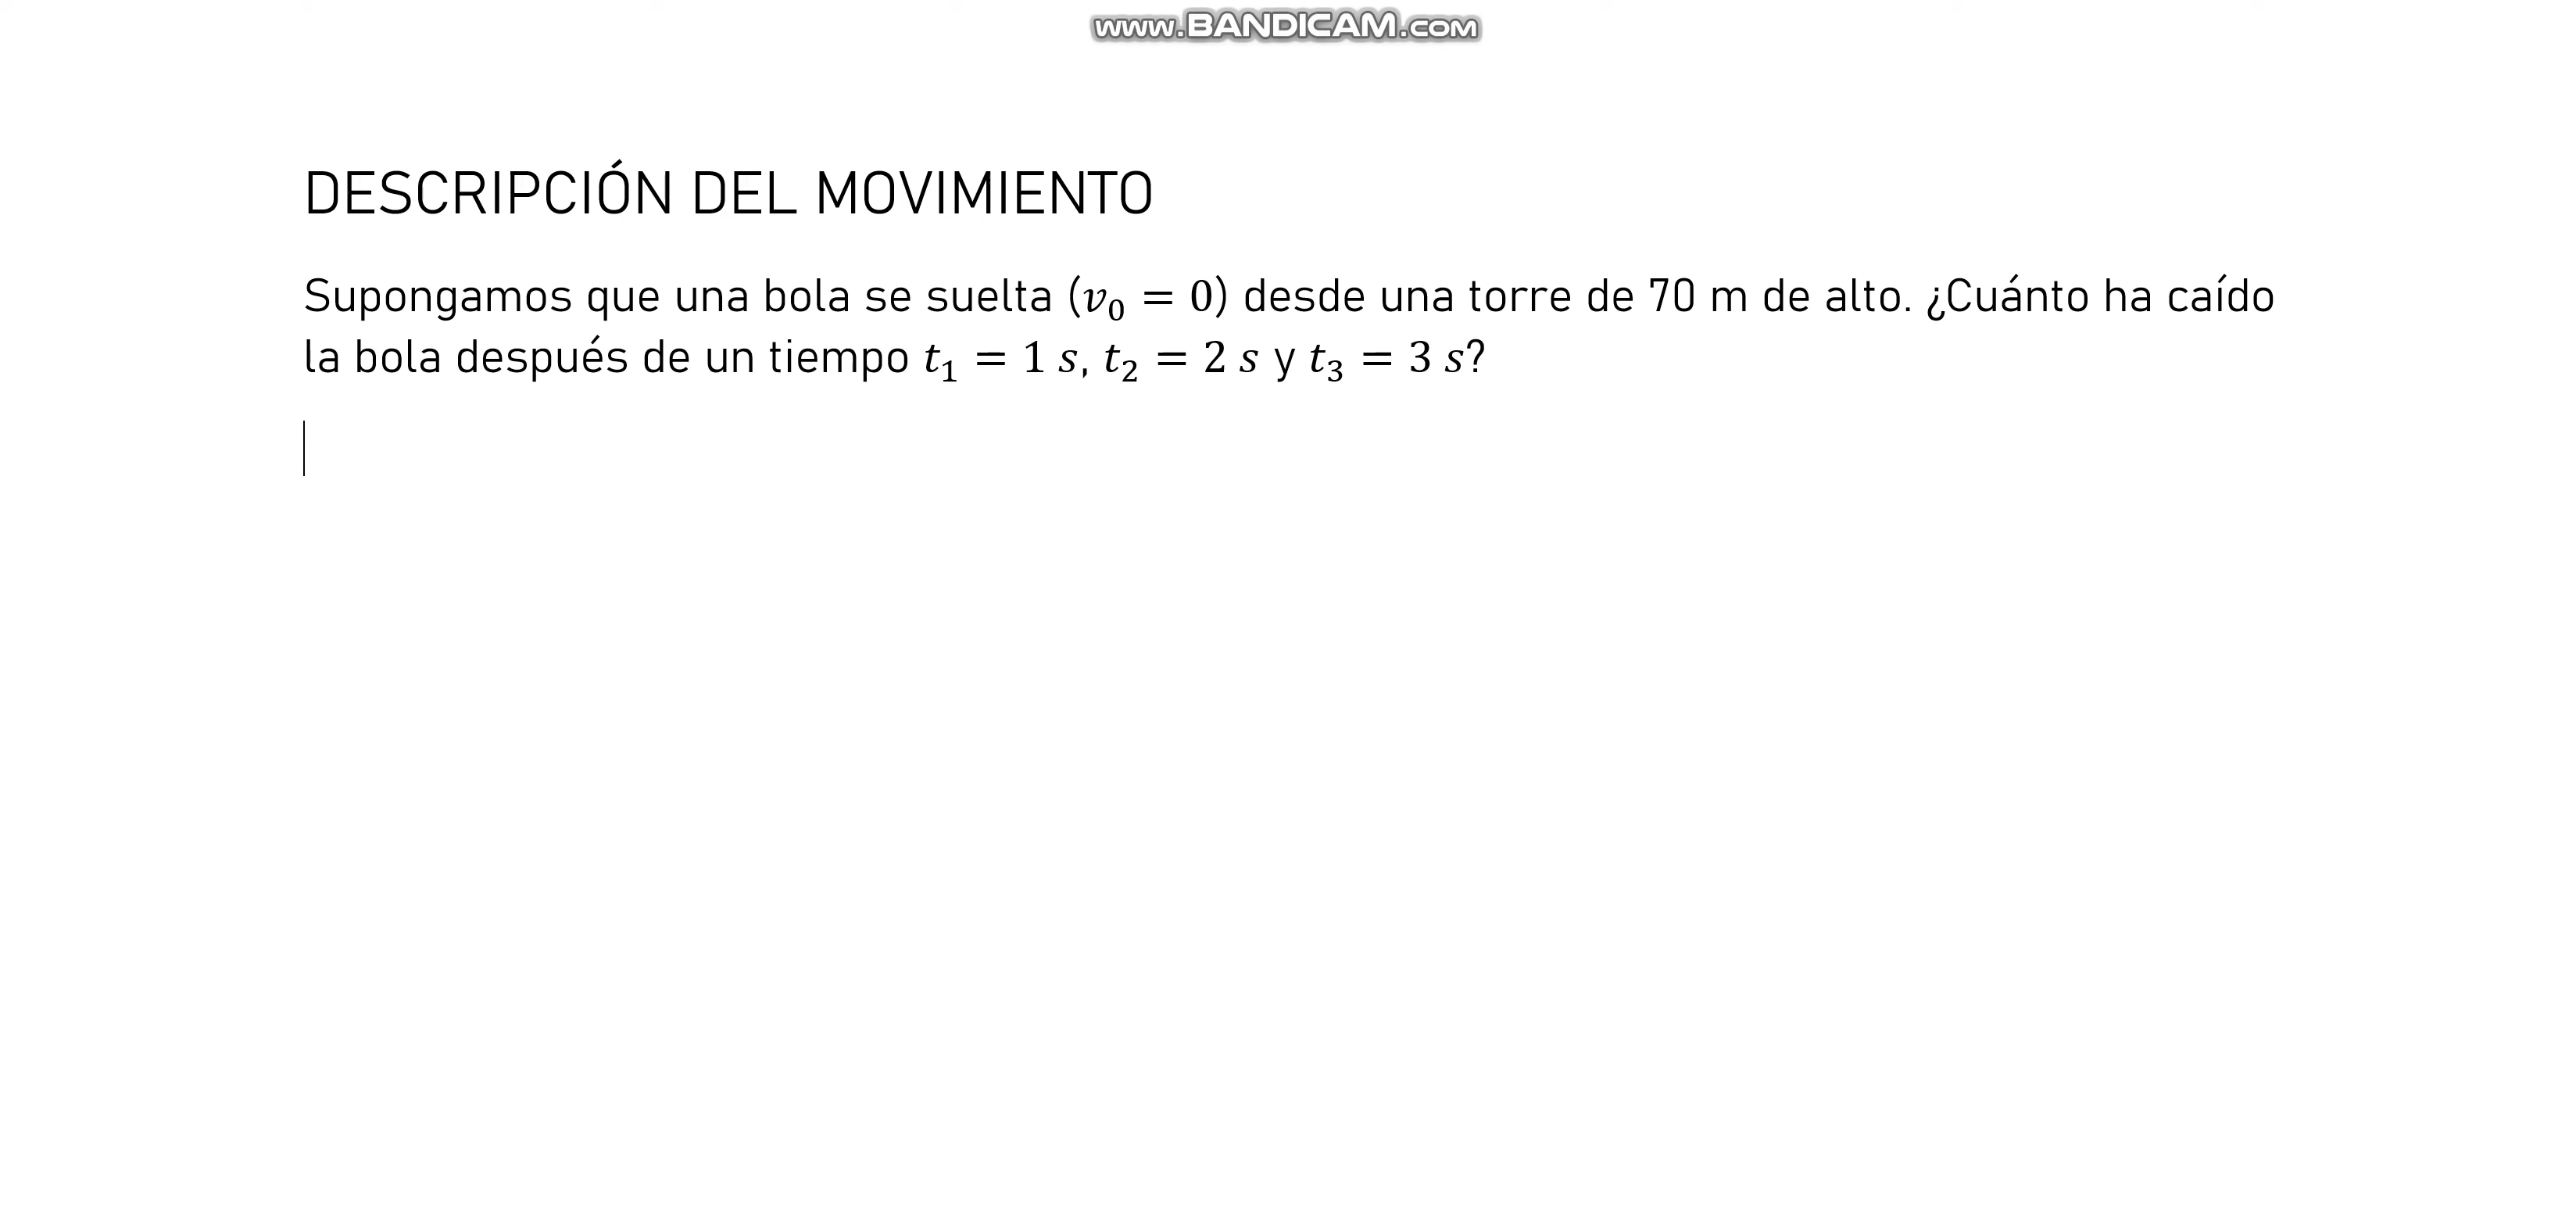 www.BANDICAM.com
DESCRIPCIÓN DEL MOVIMIENTO
Supongamos que una bola se suelta (v₀ = 0) desde una torre de 70 m de alto. ¿Cuánto ha caído
la bola después de un tiempo t₁ = 1 s, t₂ = 2 s y t₃ = 3 s?